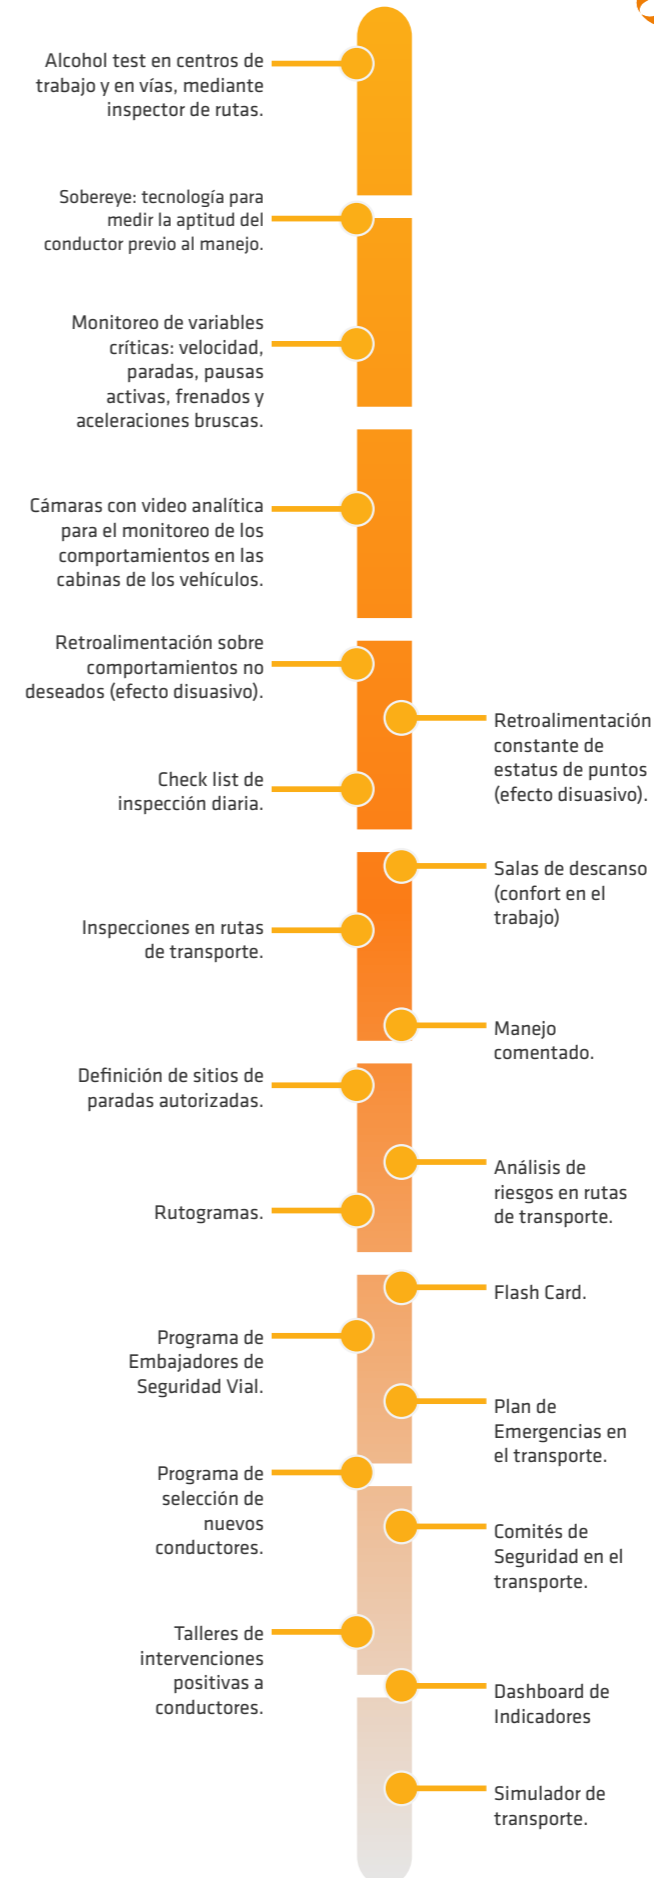 Alcohol test en centros de
trabajo y en vías, mediante
inspector de rutas.
Sobereye: tecnología para
medir la aptitud del
conductor previo al manejo.
Monitoreo de variables
críticas: velocidad,
paradas, pausas
activas, frenados y
aceleraciones bruscas.
Cámaras con video analítica
para el monitoreo de los
comportamientos en las
cabinas de los vehículos.
Retroalimentación sobre
comportamientos no
deseados (efecto disuasivo).
Retroalimentación
constante de
estatus de puntos
(efecto disuasivo).
Check list de
inspección diaria.
Salas de descanso
(confort en el
trabajo)
Inspecciones en rutas
de transporte.
Manejo
comentado.
Definición de sitios de
paradas autorizadas.
Análisis de
riesgos en rutas
de transporte.
Rutogramas.
Flash Card.
Programa de
Embajadores de
Seguridad Vial.
Plan de
Emergencias en
el transporte.
Programa de
selección de
nuevos
conductores.
Comités de
Seguridad en el
transporte.
Talleres de
intervenciones
positivas a
conductores.
Dashboard de
Indicadores
Simulador de
transporte.